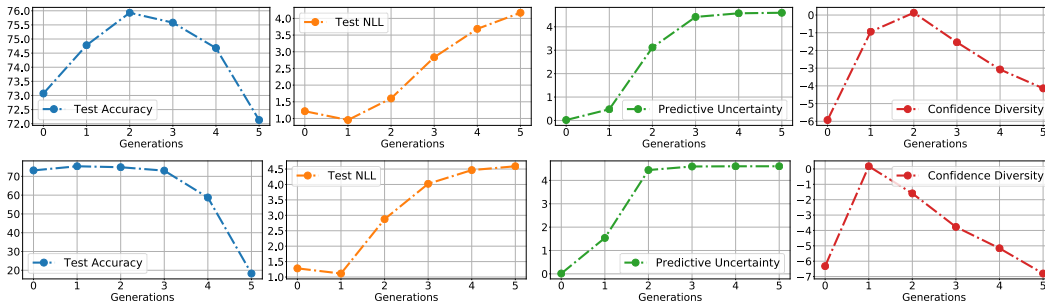 76.0
75.5
75.0
74.5
74.0
73.5
73.0
72.5
72.0
Test Accuracy
0 1 2 3 4 5
Generations
4.0
3.5
3.0
2.5
2.0
1.5
1.0
Test NLL
0 1 2 3 4 5
Generations
4
3
2
1
0
Predictive Uncertainty
0 1 2 3 4 5
Generations
0
−1
−2
−3
−4
−5
−6
Confidence Diversity
0 1 2 3 4 5
Generations
70
60
50
40
30
20
Test Accuracy
0 1 2 3 4 5
Generations
4.5
4.0
3.5
3.0
2.5
2.0
1.5
1.0
Test NLL
0 1 2 3 4 5
Generations
4
3
2
1
0
Predictive Uncertainty
0 1 2 3 4 5
Generations
0
−1
−2
−3
−4
−5
−6
−7
Confidence Diversity
0 1 2 3 4 5
Generations